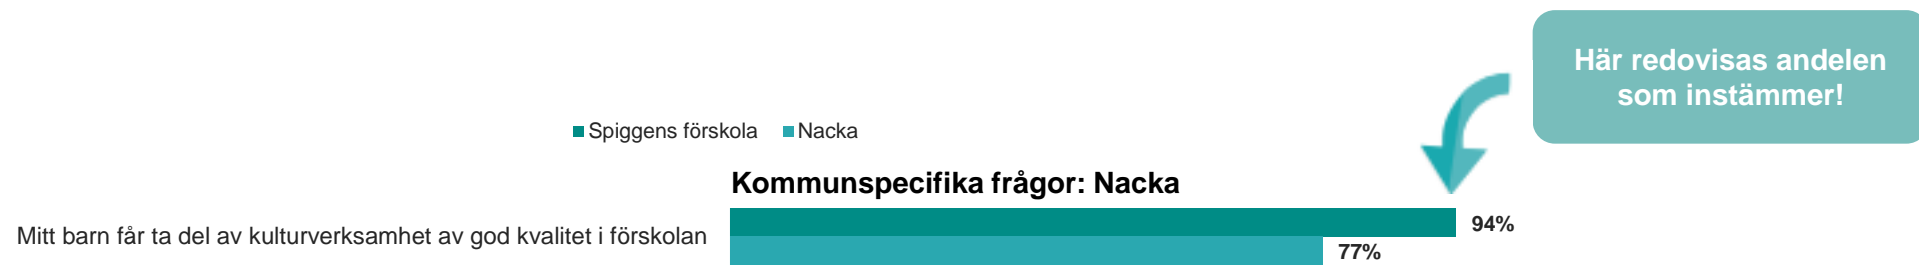 Här redovisas andelen
som instämmer!
Spiggens förskola Nacka
Kommunspecifika frågor: Nacka
Mitt barn får ta del av kulturverksamhet av god kvalitet i förskolan
94%
77%